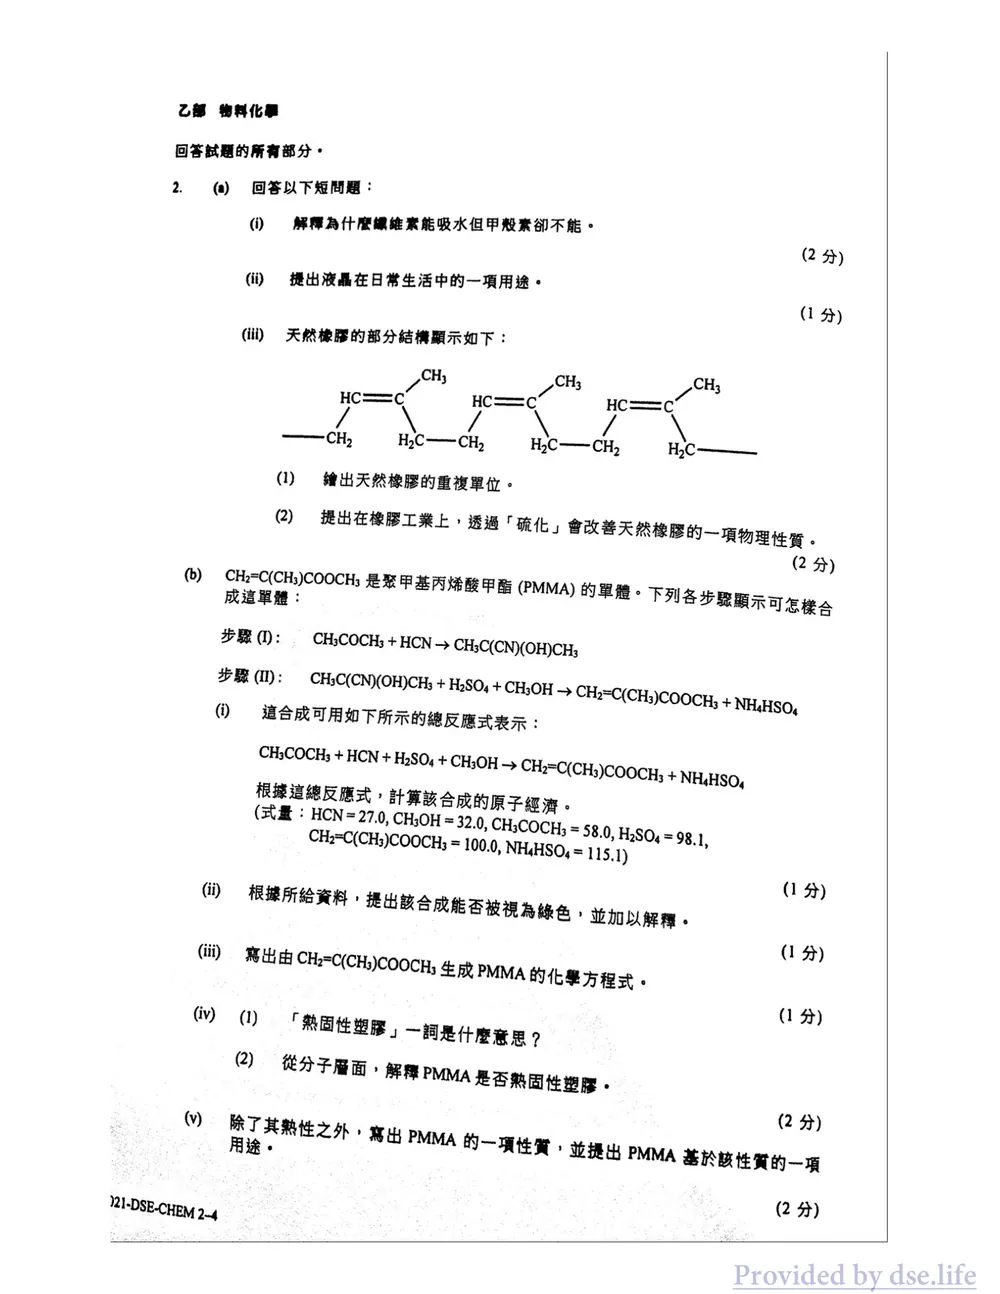 乙部 物料化學
回答試題的所有部分。
2. (a) 回答以下短問題：
(i) 解釋為什麼纖維素能吸水但甲殼素卻不能。
(2 分)
(ii) 提出液晶在日常生活中的一項用途。
(1 分)
(iii) 天然橡膠的部分結構顯示如下：
CH₃ CH₃ CH₃
HC C HC C HC C
CH₂ H₂C CH₂ H₂C CH₂ H₂C
(1) 繪出天然橡膠的重複單位。
(2) 提出在橡膠工業上，透過「硫化」會改善天然橡膠的一項物理性質。
(2 分)
(b) CH₂=C(CH₃)COOCH₃ 是聚甲基丙烯酸甲酯 (PMMA) 的單體。下列各步驟顯示可怎樣合
成這單體：
步驟 (I)： CH₃COCH₃ + HCN → CH₃C(CN)(OH)CH₃
步驟 (II)： CH₃C(CN)(OH)CH₃ + H₂SO₄ + CH₃OH → CH₂=C(CH₃)COOCH₃ + NH₄HSO₄
(i) 這合成可用如下所示的總反應式表示：
CH₃COCH₃ + HCN + H₂SO₄ + CH₃OH → CH₂=C(CH₃)COOCH₃ + NH₄HSO₄
根據這總反應式，計算該合成的原子經濟。
(式量：HCN = 27.0, CH₃OH = 32.0, CH₃COCH₃ = 58.0, H₂SO₄ = 98.1,
CH₂=C(CH₃)COOCH₃ = 100.0, NH₄HSO₄ = 115.1)
(1 分)
(ii) 根據所給資料，提出該合成能否被視為綠色，並加以解釋。
(1 分)
(iii) 寫出由 CH₂=C(CH₃)COOCH₃ 生成 PMMA 的化學方程式。
(1 分)
(iv) (1) 「熱固性塑膠」一詞是什麼意思？
(2) 從分子層面，解釋 PMMA 是否熱固性塑膠。
(2 分)
(v) 除了其熱性之外，寫出 PMMA 的一項性質，並提出 PMMA 基於該性質的一項
用途。
(2 分)
021-DSE-CHEM 2–4
Provided by dse.life